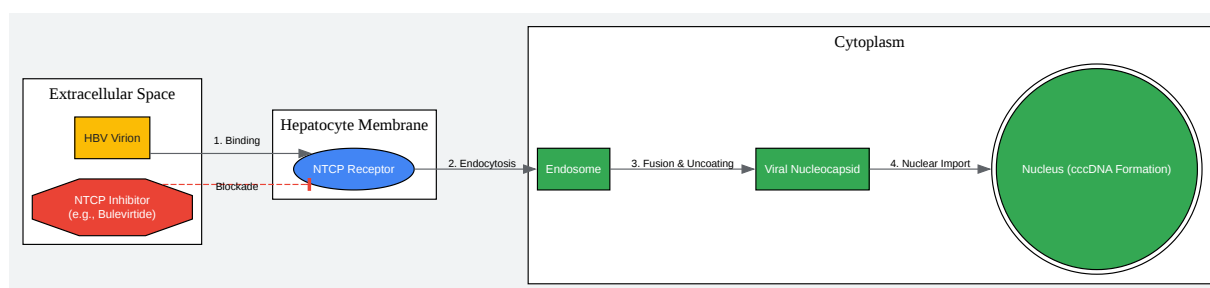 Cytoplasm
Extracellular Space
HBV Virion
1. Binding
Hepatocyte Membrane
NTCP Receptor
2. Endocytosis
Endosome
3. Fusion & Uncoating
Viral Nucleocapsid
4. Nuclear Import
Nucleus (cccDNA Formation)
Blockade
NTCP Inhibitor
(e.g., Bulevirtide)